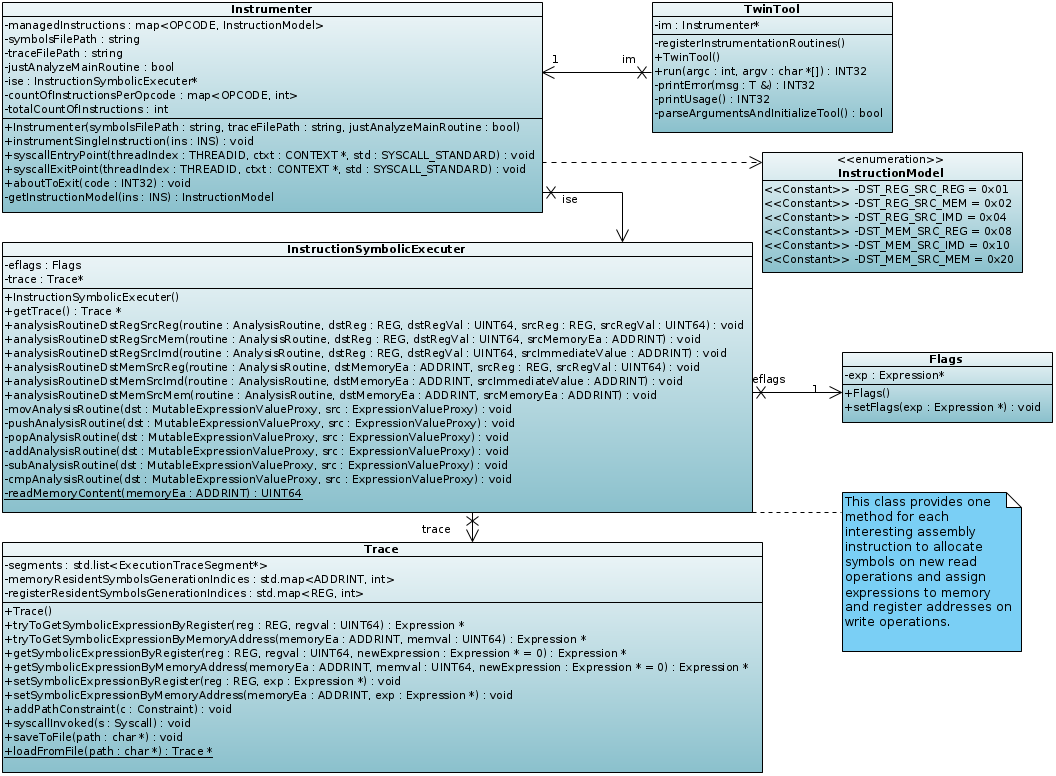 Instrumenter
-managedInstructions : map<OPCODE, InstructionModel>
-symbolsFilePath : string
-traceFilePath : string
-justAnalyzeMainRoutine : bool
-ise : InstructionSymbolicExecuter*
-countOfInstructionsPerOpcode : map<OPCODE, int>
-totalCountOfInstructions : int
+Instrumenter(symbolsFilePath : string, traceFilePath : string, justAnalyzeMainRoutine : bool)
+instrumentSingleInstruction(ins : INS) : void
+syscallEntryPoint(threadIndex : THREADID, ctxt : CONTEXT *, std : SYSCALL_STANDARD) : void
+syscallExitPoint(threadIndex : THREADID, ctxt : CONTEXT *, std : SYSCALL_STANDARD) : void
+aboutToExit(code : INT32) : void
-getInstructionModel(ins : INS) : InstructionModel
1
im
TwinTool
-im : Instrumenter*
-registerInstrumentationRoutines()
+TwinTool()
+run(argc : int, argv : char *[]) : INT32
-printError(msg : T &) : INT32
-printUsage() : INT32
-parseArgumentsAndInitializeTool() : bool
<<enumeration>>
InstructionModel
<<Constant>> -DST_REG_SRC_REG = 0x01
<<Constant>> -DST_REG_SRC_MEM = 0x02
<<Constant>> -DST_REG_SRC_IMD = 0x04
<<Constant>> -DST_MEM_SRC_REG = 0x08
<<Constant>> -DST_MEM_SRC_IMD = 0x10
<<Constant>> -DST_MEM_SRC_MEM = 0x20
ise
InstructionSymbolicExecuter
-eflags : Flags
-trace : Trace*
+InstructionSymbolicExecuter()
+getTrace() : Trace *
+analysisRoutineDstRegSrcReg(routine : AnalysisRoutine, dstReg : REG, dstRegVal : UINT64, srcReg : REG, srcRegVal : UINT64) : void
+analysisRoutineDstRegSrcMem(routine : AnalysisRoutine, dstReg : REG, dstRegVal : UINT64, srcMemoryEa : ADDRINT) : void
+analysisRoutineDstRegSrcImd(routine : AnalysisRoutine, dstReg : REG, dstRegVal : UINT64, srcImmediateValue : ADDRINT) : void
+analysisRoutineDstMemSrcReg(routine : AnalysisRoutine, dstMemoryEa : ADDRINT, srcReg : REG, srcRegVal : UINT64) : void
+analysisRoutineDstMemSrcImd(routine : AnalysisRoutine, dstMemoryEa : ADDRINT, srcImmediateValue : ADDRINT) : void
+analysisRoutineDstMemSrcMem(routine : AnalysisRoutine, dstMemoryEa : ADDRINT, srcMemoryEa : ADDRINT) : void
-movAnalysisRoutine(dst : MutableExpressionValueProxy, src : ExpressionValueProxy) : void
-pushAnalysisRoutine(dst : MutableExpressionValueProxy, src : ExpressionValueProxy) : void
-popAnalysisRoutine(dst : MutableExpressionValueProxy, src : ExpressionValueProxy) : void
-addAnalysisRoutine(dst : MutableExpressionValueProxy, src : ExpressionValueProxy) : void
-subAnalysisRoutine(dst : MutableExpressionValueProxy, src : ExpressionValueProxy) : void
-cmpAnalysisRoutine(dst : MutableExpressionValueProxy, src : ExpressionValueProxy) : void
-readMemoryContent(memoryEa : ADDRINT) : UINT64
eflags
1
Flags
-exp : Expression*
+Flags()
+setFlags(exp : Expression *) : void
This class provides one
method for each
interesting assembly
instruction to allocate
symbols on new read
operations and assign
expressions to memory
and register addresses on
write operations.
trace
Trace
-segments : std.list<ExecutionTraceSegment*>
-memoryResidentSymbolsGenerationIndices : std.map<ADDRINT, int>
-registerResidentSymbolsGenerationIndices : std.map<REG, int>
+Trace()
+tryToGetSymbolicExpressionByRegister(reg : REG, regval : UINT64) : Expression *
+tryToGetSymbolicExpressionByMemoryAddress(memoryEa : ADDRINT, memval : UINT64) : Expression *
+getSymbolicExpressionByRegister(reg : REG, regval : UINT64, newExpression : Expression * = 0) : Expression *
+getSymbolicExpressionByMemoryAddress(memoryEa : ADDRINT, memval : UINT64, newExpression : Expression * = 0) : Expression *
+setSymbolicExpressionByRegister(reg : REG, exp : Expression *) : void
+setSymbolicExpressionByMemoryAddress(memoryEa : ADDRINT, exp : Expression *) : void
+addPathConstraint(c : Constraint) : void
+syscallInvoked(s : Syscall) : void
+saveToFile(path : char *) : void
+loadFromFile(path : char *) : Trace *